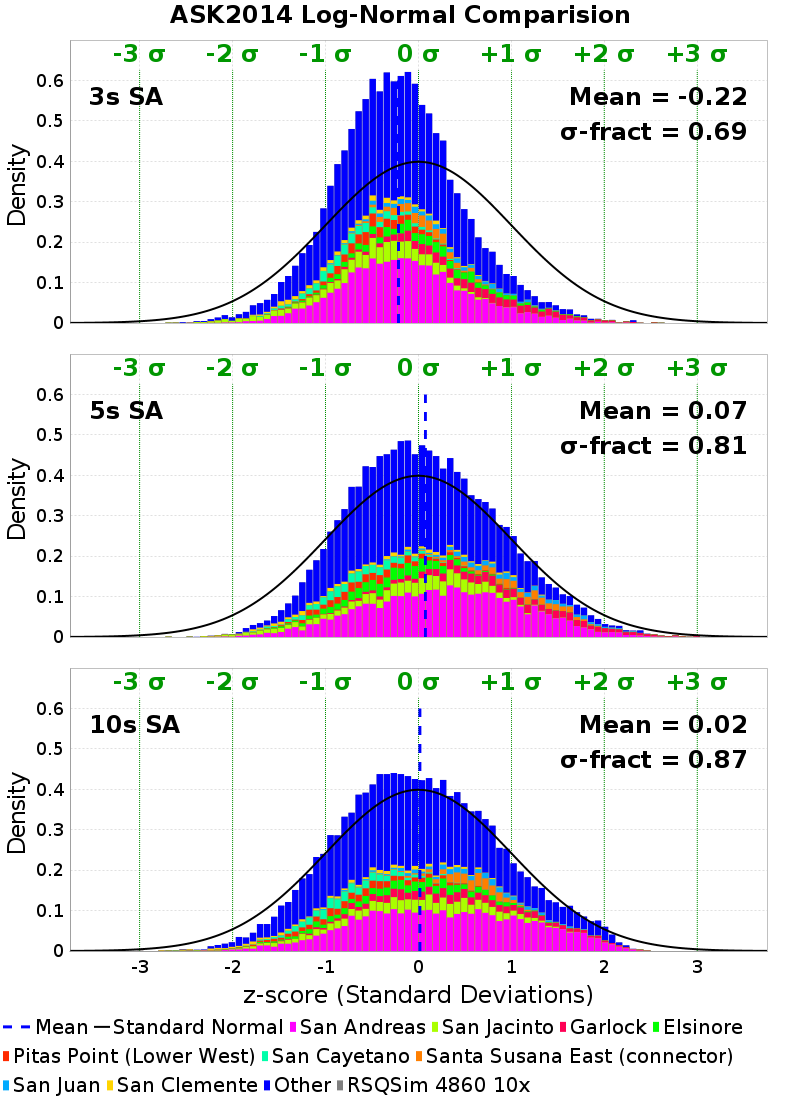 ASK2014 Log-Normal Comparision
-3 σ -2 σ -1 σ 0 σ +1 σ +2 σ +3 σ
3s SA
Mean = -0.22
σ-fract = 0.69
0.6
0.5
0.4
0.3
0.2
0.1
0
Density
-3 σ -2 σ -1 σ 0 σ +1 σ +2 σ +3 σ
5s SA
Mean = 0.07
σ-fract = 0.81
0.6
0.5
0.4
0.3
0.2
0.1
0
Density
-3 σ -2 σ -1 σ 0 σ +1 σ +2 σ +3 σ
10s SA
Mean = 0.02
σ-fract = 0.87
0.6
0.5
0.4
0.3
0.2
0.1
0
Density
-3 -2 -1 0 1 2 3
z-score (Standard Deviations)
Mean Standard Normal San Andreas San Jacinto Garlock Elsinore
Pitas Point (Lower West) San Cayetano Santa Susana East (connector)
San Juan San Clemente Other RSQSim 4860 10x